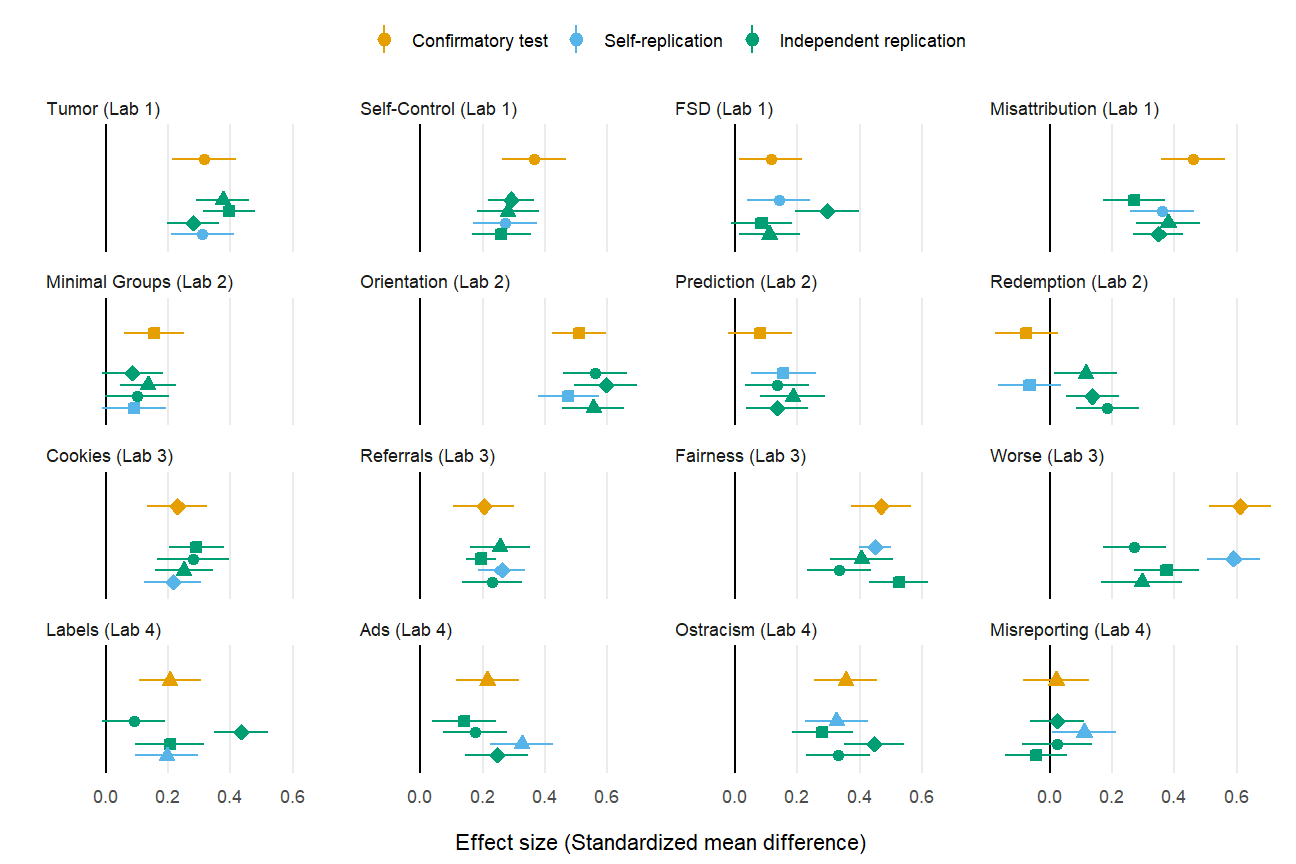 Confirmatory test Self-replication Independent replication
Tumor (Lab 1) Self-Control (Lab 1) FSD (Lab 1) Misattribution (Lab 1)
Minimal Groups (Lab 2) Orientation (Lab 2) Prediction (Lab 2) Redemption (Lab 2)
Cookies (Lab 3) Referrals (Lab 3) Fairness (Lab 3) Worse (Lab 3)
Labels (Lab 4) Ads (Lab 4) Ostracism (Lab 4) Misreporting (Lab 4)
0.0 0.2 0.4 0.6 0.0 0.2 0.4 0.6 0.0 0.2 0.4 0.6 0.0 0.2 0.4 0.6
Effect size (Standardized mean difference)